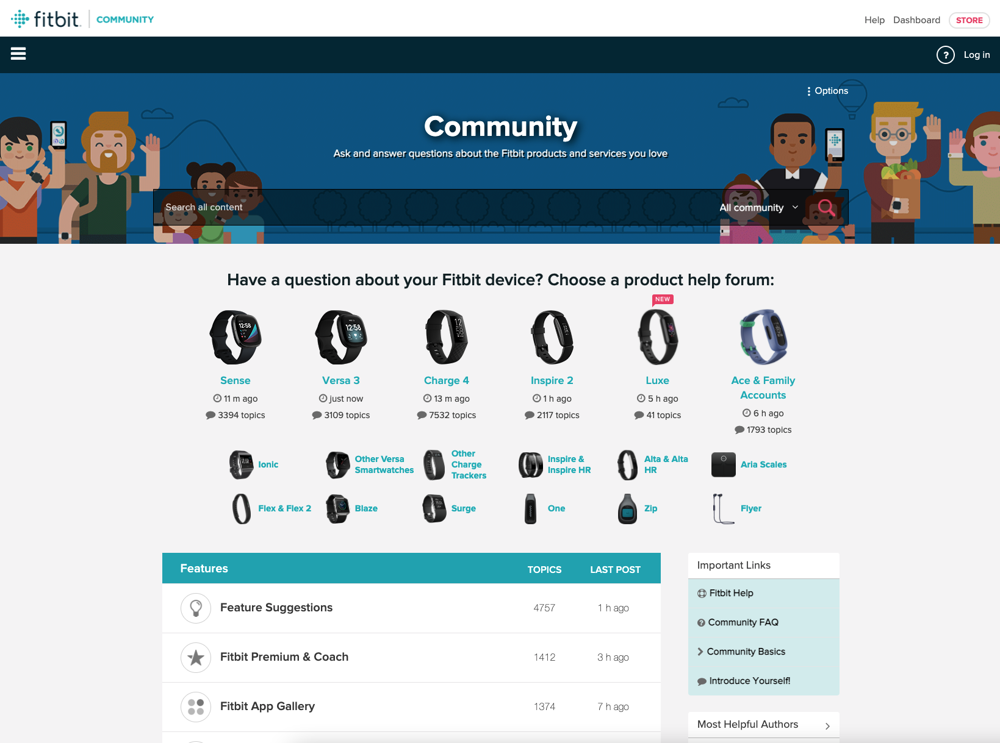 fitbit. COMMUNITY
Help Dashboard STORE
? Log in
Options
Community
Ask and answer questions about the Fitbit products and services you love
Search all content All community
Have a question about your Fitbit device? Choose a product help forum:
NEW
12:58
12:58
Sense
11 m ago
3394 topics
Versa 3
just now
3109 topics
Charge 4
13 m ago
7532 topics
Inspire 2
1 h ago
2117 topics
Luxe
5 h ago
41 topics
Ace & Family
Accounts
6 h ago
1793 topics
Ionic
Other Versa
Smartwatches
Other
Charge
Trackers
Inspire &
Inspire HR
Alta & Alta
HR
Aria Scales
Flex & Flex 2
Blaze
Surge
One
Zip
Flyer
Features TOPICS LAST POST
Feature Suggestions 4757 1 h ago
Fitbit Premium & Coach 1412 3 h ago
Fitbit App Gallery 1374 7 h ago
Important Links
Fitbit Help
? Community FAQ
Community Basics
Introduce Yourself!
Most Helpful Authors